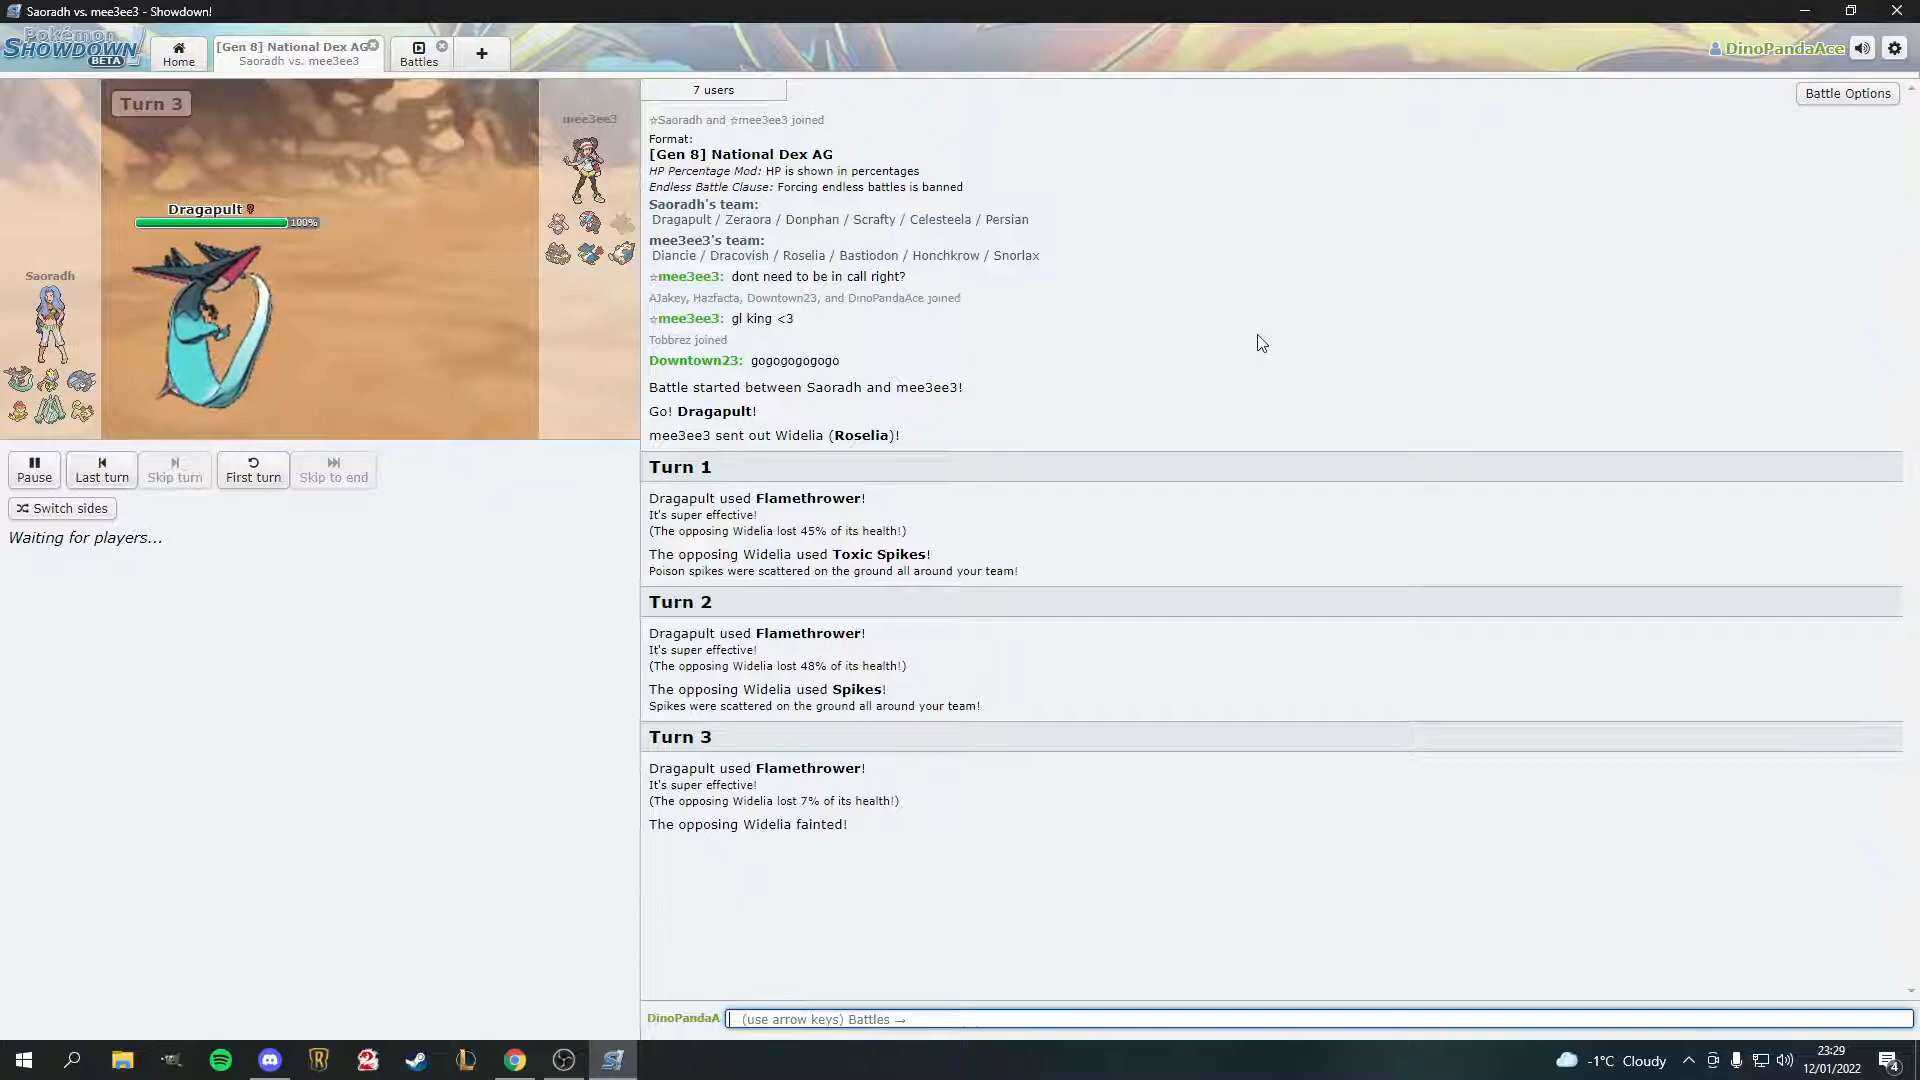 Saoradh vs. mee3ee3 - Showdown!
Pokémon
SHOWDOWN!
BETA
Home
[Gen 8] National Dex AG
Saoradh vs. mee3ee3
Battles
DinoPandaAce
Turn 3
Dragapult
100%
Saoradh
mee3ee3
Pause
Last turn
Skip turn
First turn
Skip to end
Switch sides
Waiting for players...
7 users
Battle Options
☆Saoradh and ☆mee3ee3 joined
Format:
[Gen 8] National Dex AG
HP Percentage Mod: HP is shown in percentages
Endless Battle Clause: Forcing endless battles is banned
Saoradh's team:
Dragapult / Zeraora / Donphan / Scrafty / Celesteela / Persian
mee3ee3's team:
Diancie / Dracovish / Roselia / Bastiodon / Honchkrow / Snorlax
☆mee3ee3: dont need to be in call right?
AJakey, Hazfacta, Downtown23, and DinoPandaAce joined
☆mee3ee3: gl king <3
Tobbrez joined
Downtown23: gogogogogogo
Battle started between Saoradh and mee3ee3!
Go! Dragapult!
mee3ee3 sent out Widelia (Roselia)!
Turn 1
Dragapult used Flamethrower!
It's super effective!
(The opposing Widelia lost 45% of its health!)
The opposing Widelia used Toxic Spikes!
Poison spikes were scattered on the ground all around your team!
Turn 2
Dragapult used Flamethrower!
It's super effective!
(The opposing Widelia lost 48% of its health!)
The opposing Widelia used Spikes!
Spikes were scattered on the ground all around your team!
Turn 3
Dragapult used Flamethrower!
It's super effective!
(The opposing Widelia lost 7% of its health!)
The opposing Widelia fainted!
DinoPandaA
(use arrow keys) Battles →
-1°C Cloudy
23:29
12/01/2022
4